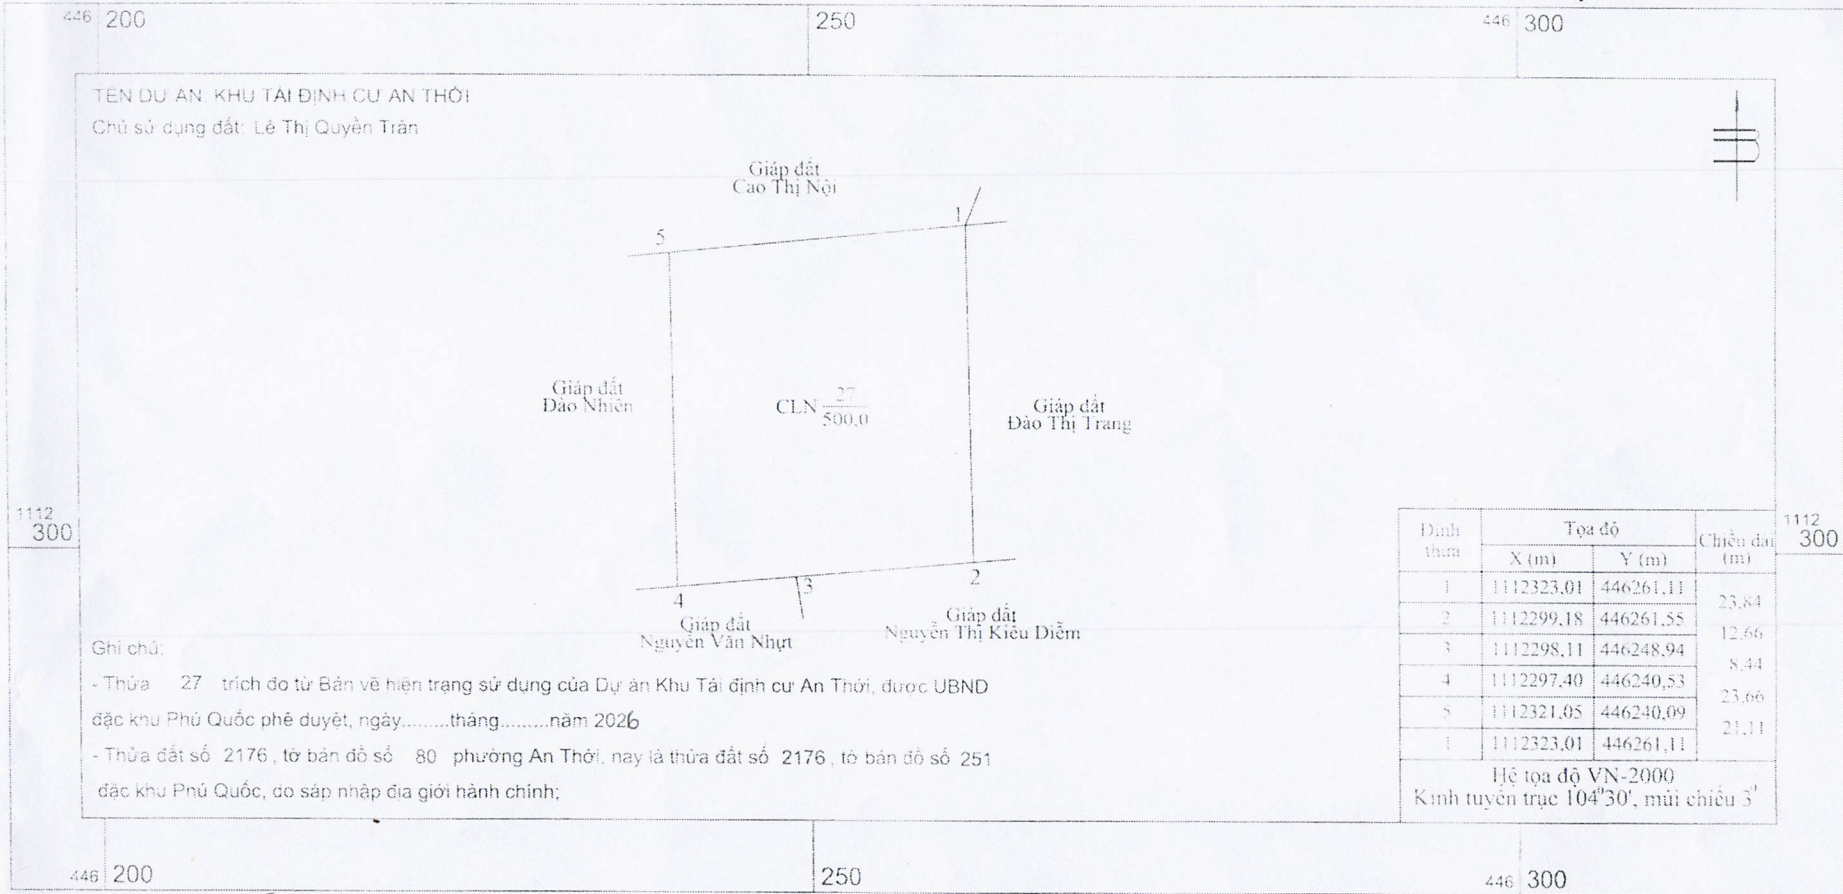 446 200
250
446 300
TÊN DỰ ÁN: KHU TÁI ĐỊNH CƯ AN THỚI
Chủ sử dụng đất: Lê Thị Quyền Trân
Giáp đất
Cao Thị Nội
1
5
Giáp đất
Đào Nhiên
CLN 27
500,0
Giáp đất
Đào Thị Trang
1112
300
1112
300
2
3
4
Giáp đất
Nguyễn Văn Nhựt
Giáp đất
Nguyễn Thị Kiều Diễm
Đỉnh thửa
Tọa độ
Chiều dài (m)
X (m) Y (m)
1 1112323,01 446261,11
23,84
2 1112299,18 446261,55
12,66
3 1112298,11 446248,94
8,44
4 1112297,40 446240,53
23,66
5 1112321,05 446240,09
21,11
1 1112323,01 446261,11
Hệ tọa độ VN-2000
Kinh tuyến trục 104°30', múi chiếu 3°
Ghi chú:
- Thửa 27 trích đo từ Bản vẽ hiện trạng sử dụng của Dự án Khu Tái định cư An Thới, được UBND
đặc khu Phú Quốc phê duyệt, ngày.........tháng.........năm 2026
- Thửa đất số 2176 , tờ bản đồ số 80 phường An Thới, nay là thửa đất số 2176 , tờ bản đồ số 251
đặc khu Phú Quốc, do sáp nhập địa giới hành chính;
446 200
250
446 300